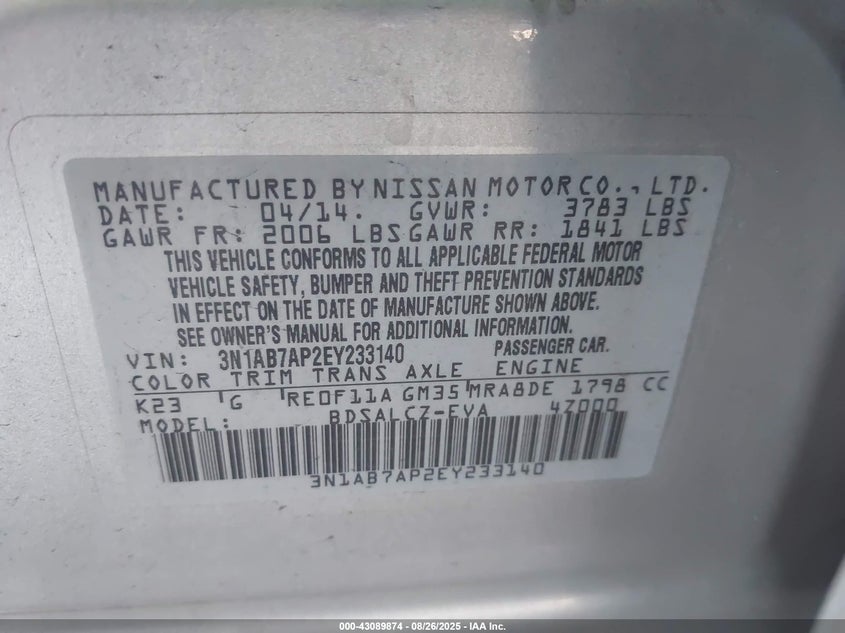 MANUFACTURED BY NISSAN MOTOR CO., LTD.
DATE: 04/14. GVWR: 3783 LBS
GAWR FR: 2006 LBS GAWR RR: 1841 LBS
THIS VEHICLE CONFORMS TO ALL APPLICABLE FEDERAL MOTOR
VEHICLE SAFETY, BUMPER AND THEFT PREVENTION STANDARDS
IN EFFECT ON THE DATE OF MANUFACTURE SHOWN ABOVE.
SEE OWNER'S MANUAL FOR ADDITIONAL INFORMATION.
VIN: 3N1AB7AP2EY233140 PASSENGER CAR.
COLOR TRIM TRANS AXLE ENGINE
K23 G RE0F11A GM35 MRA8DE 1798 CC
MODEL: BDSALCZ-EVA 4Z000
3N1AB7AP2EY233140
000-43089874 - 08/26/2025 - IAA Inc.